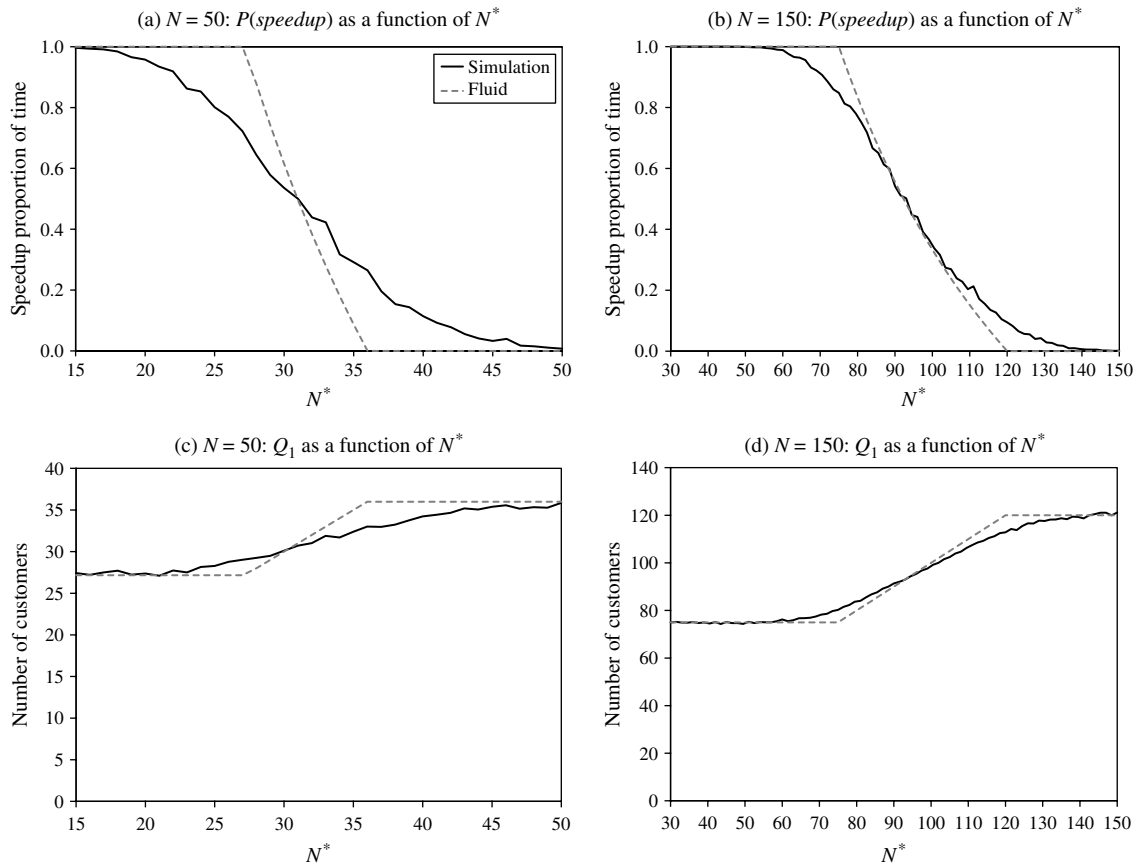 (a) N = 50: P(speedup) as a function of N*
Speedup proportion of time
1.0
0.8
0.6
0.4
0.2
0.0
15 20 25 30 35 40 45 50
N*
Simulation
Fluid
(b) N = 150: P(speedup) as a function of N*
Speedup proportion of time
1.0
0.8
0.6
0.4
0.2
0.0
30 40 50 60 70 80 90 100 110 120 130 140 150
N*
(c) N = 50: Q1 as a function of N*
Number of customers
40
35
30
25
20
15
10
5
0
15 20 25 30 35 40 45 50
N*
(d) N = 150: Q1 as a function of N*
Number of customers
140
120
100
80
60
40
20
0
30 40 50 60 70 80 90 100 110 120 130 140 150
N*